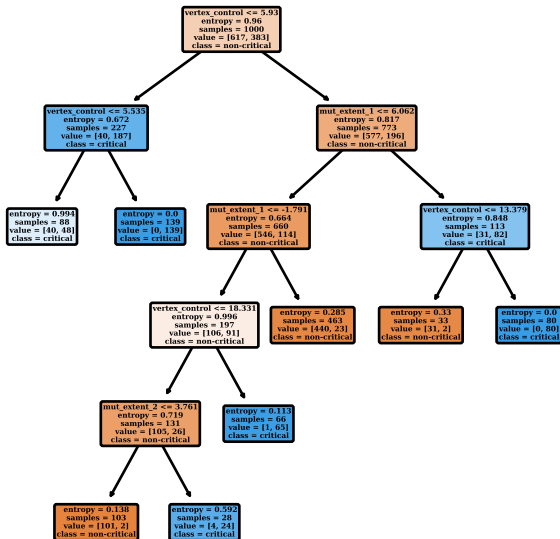 vertex_control <= 5.93
entropy = 0.96
samples = 1000
value = [617, 383]
class = non-critical
vertex_control <= 5.535
entropy = 0.672
samples = 227
value = [40, 187]
class = critical
mut_extent_1 <= 6.062
entropy = 0.817
samples = 773
value = [577, 196]
class = non-critical
entropy = 0.994
samples = 88
value = [40, 48]
class = critical
entropy = 0.0
samples = 139
value = [0, 139]
class = critical
mut_extent_1 <= -1.791
entropy = 0.664
samples = 660
value = [546, 114]
class = non-critical
vertex_control <= 13.379
entropy = 0.848
samples = 113
value = [31, 82]
class = critical
vertex_control <= 18.331
entropy = 0.996
samples = 197
value = [106, 91]
class = non-critical
entropy = 0.285
samples = 463
value = [440, 23]
class = non-critical
entropy = 0.33
samples = 33
value = [31, 2]
class = non-critical
entropy = 0.0
samples = 80
value = [0, 80]
class = critical
mut_extent_2 <= 3.761
entropy = 0.719
samples = 131
value = [105, 26]
class = non-critical
entropy = 0.113
samples = 66
value = [1, 65]
class = critical
entropy = 0.138
samples = 103
value = [101, 2]
class = non-critical
entropy = 0.592
samples = 28
value = [4, 24]
class = critical